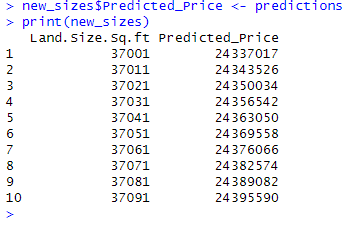 > new_sizes$Predicted_Price <- predictions
> print(new_sizes)
   Land.Size.Sq.ft Predicted_Price
1            37001        24337017
2            37011        24343526
3            37021        24350034
4            37031        24356542
5            37041        24363050
6            37051        24369558
7            37061        24376066
8            37071        24382574
9            37081        24389082
10           37091        24395590
>